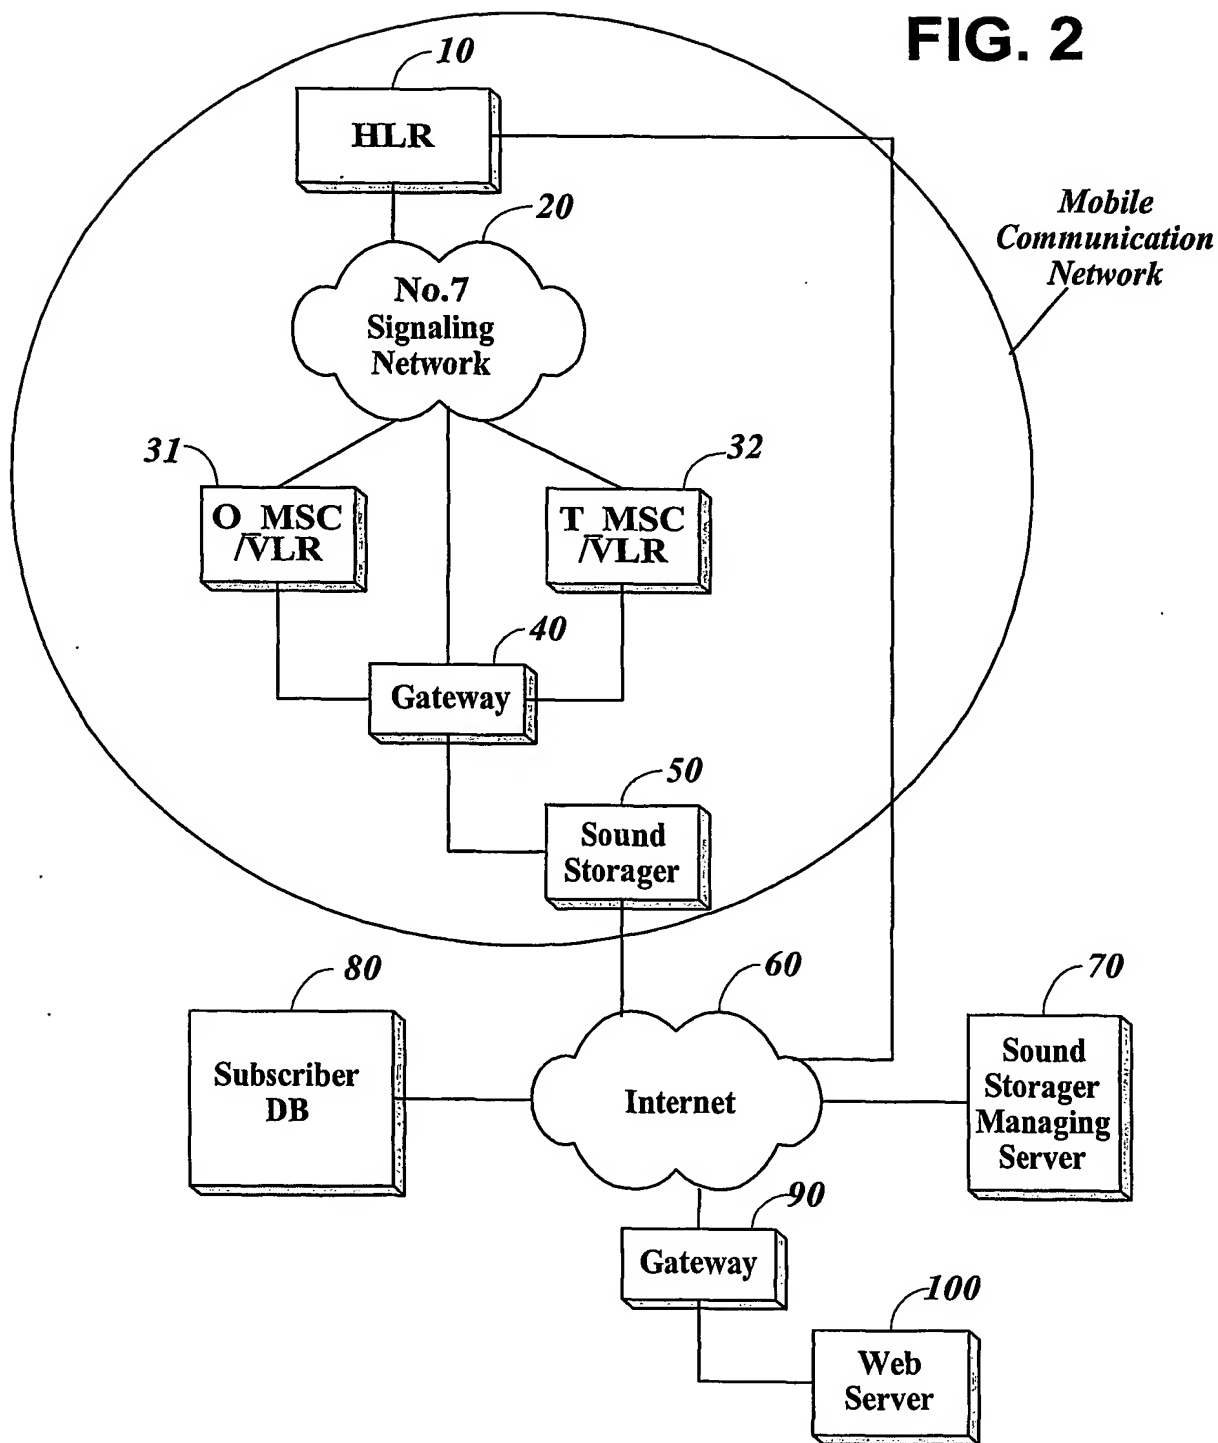 FIG. 2
10
HLR
20
Mobile
Communication
Network
No.7
Signaling
Network
31
32
O_MSC
/VLR
T_MSC
/VLR
40
Gateway
50
Sound
Storager
80
60
70
Subscriber
DB
Internet
Sound
Storager
Managing
Server
90
Gateway
100
Web
Server